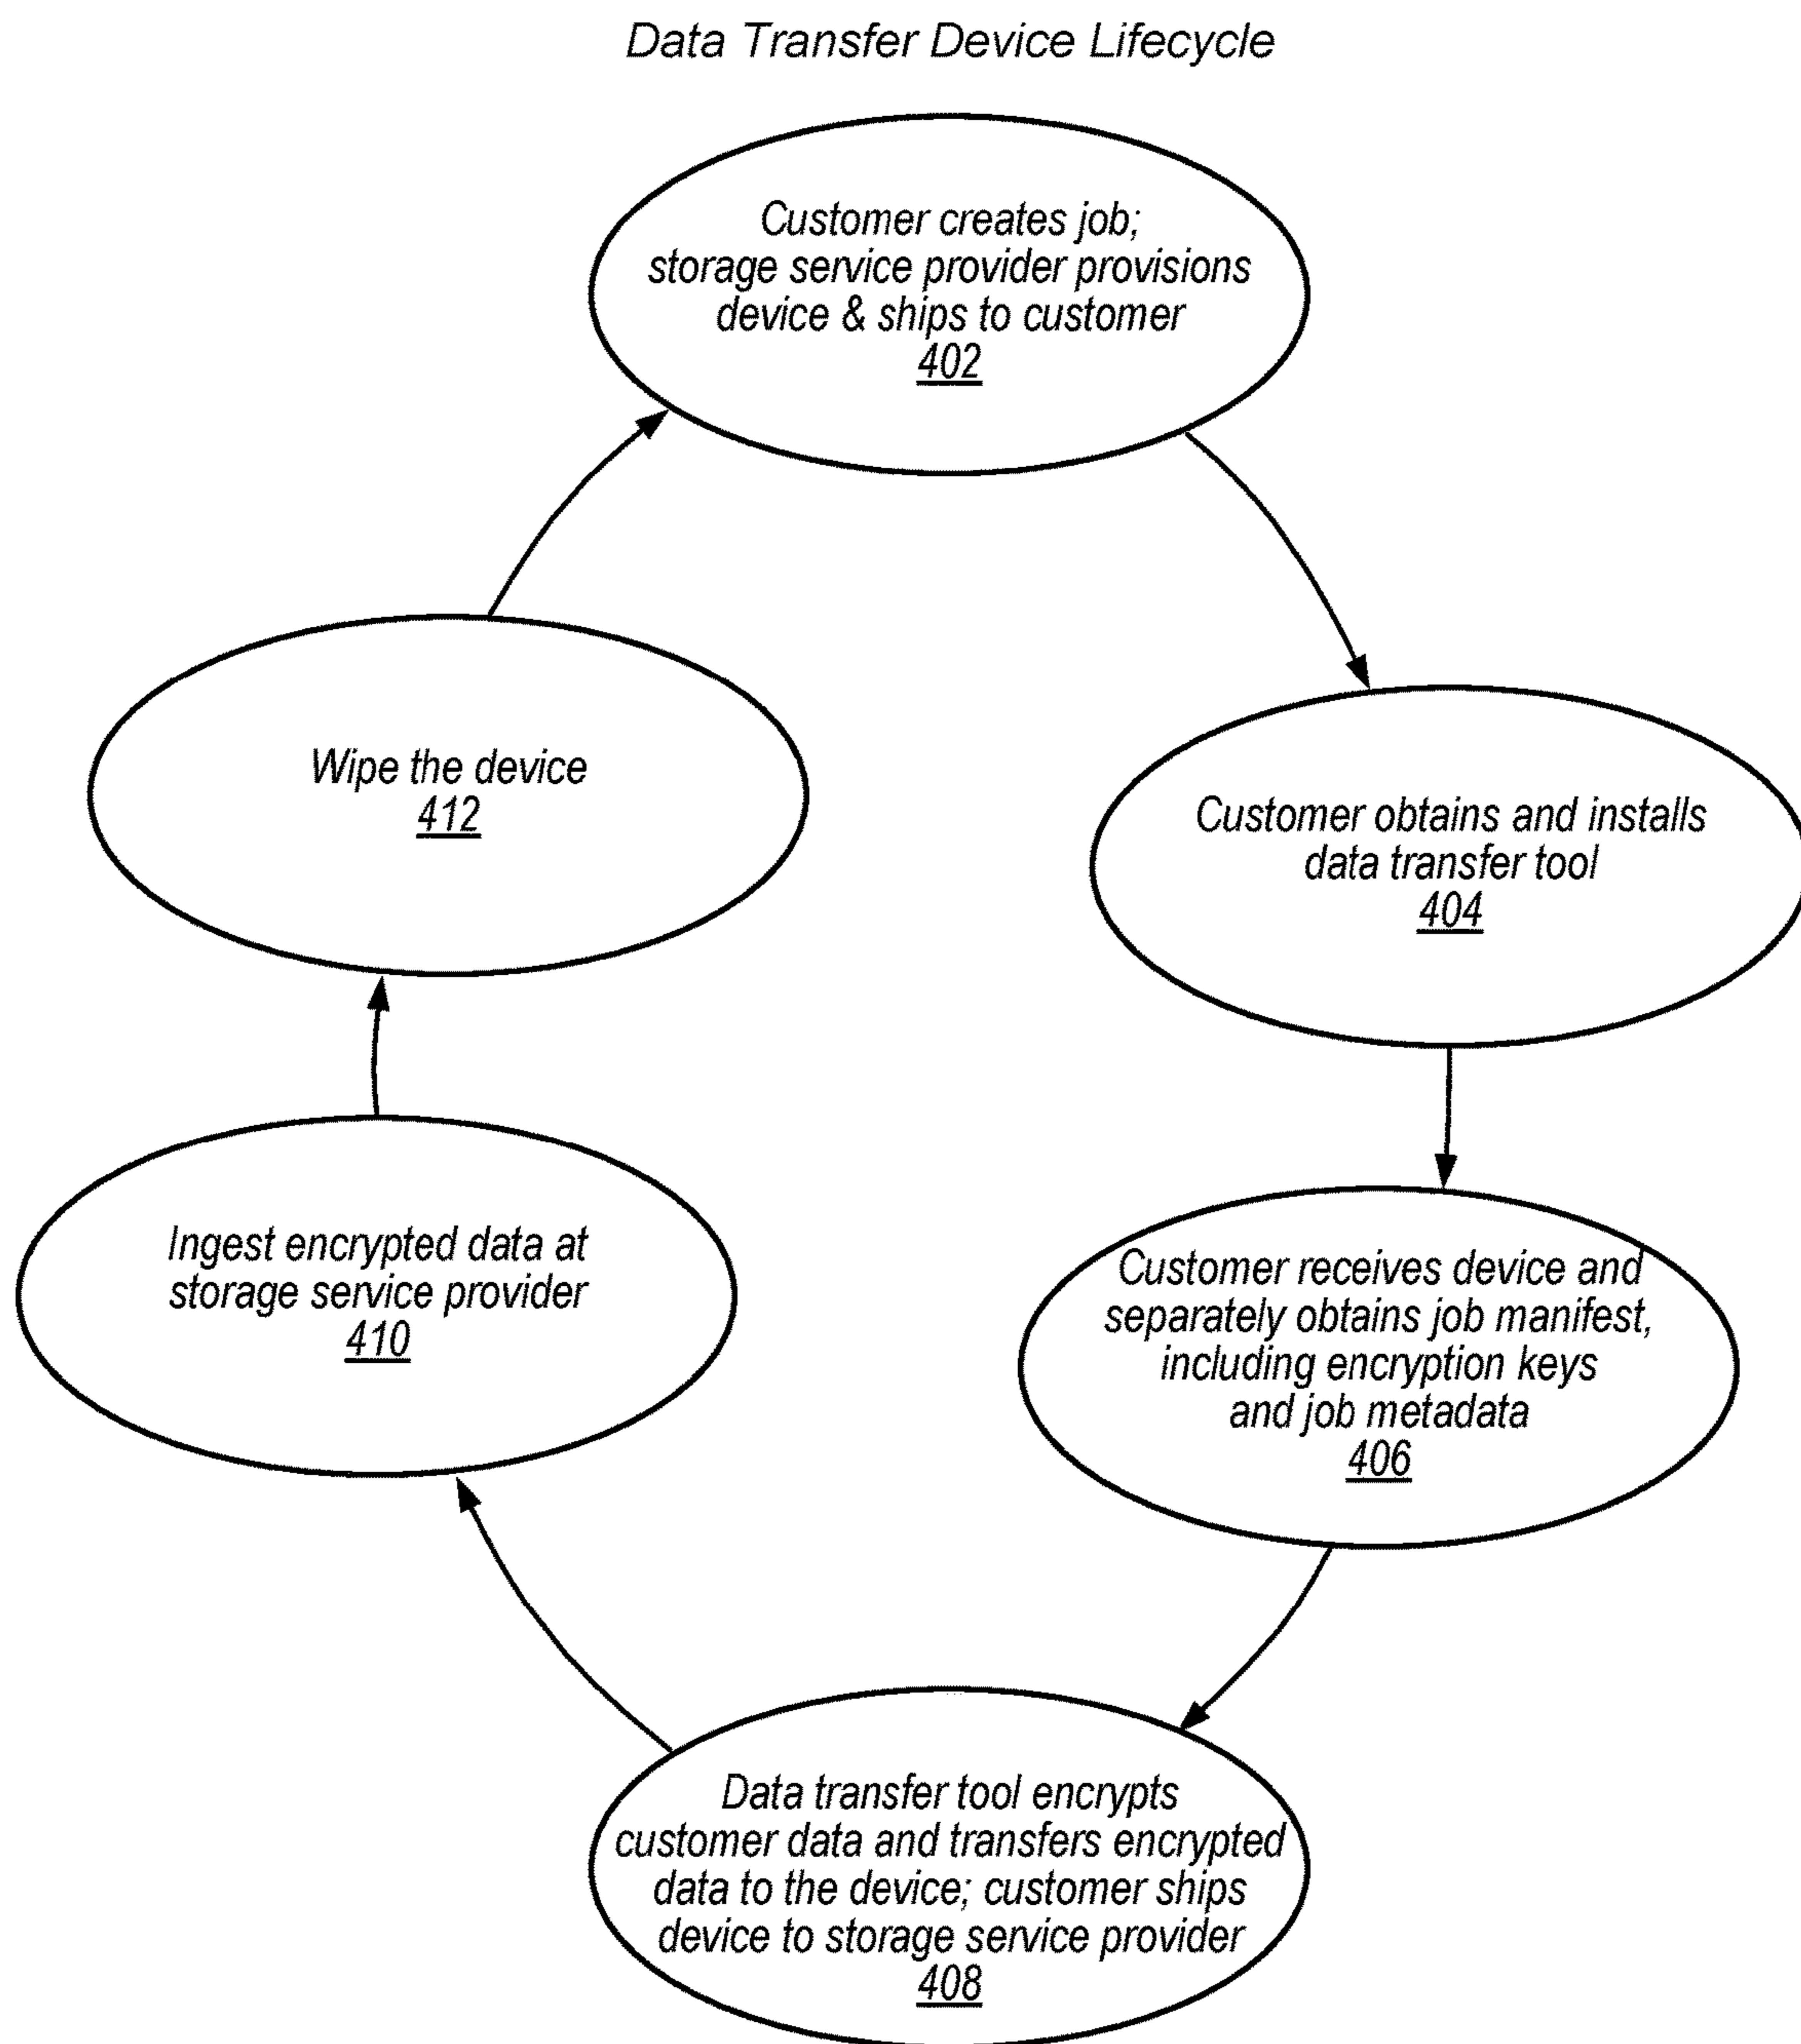 Data Transfer Device Lifecycle
Customer creates job;
storage service provider provisions
device & ships to customer
402
Customer obtains and installs
data transfer tool
404
Customer receives device and
separately obtains job manifest,
including encryption keys
and job metadata
406
Data transfer tool encrypts
customer data and transfers encrypted
data to the device; customer ships
device to storage service provider
408
Ingest encrypted data at
storage service provider
410
Wipe the device
412